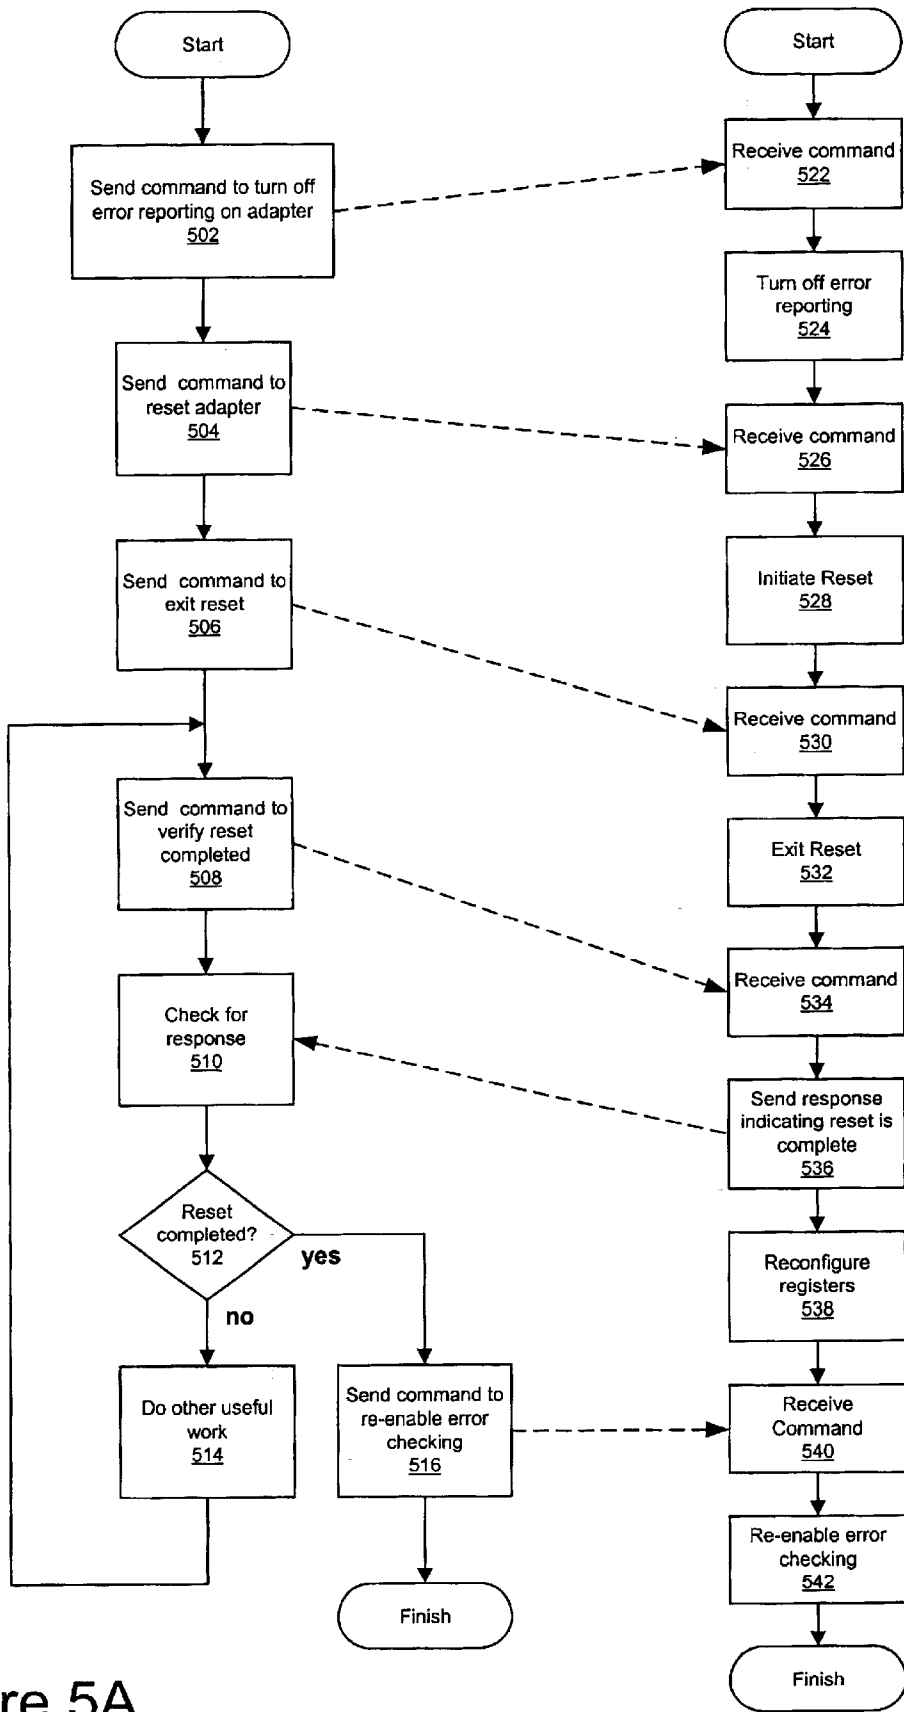 Start
Send command to turn off
error reporting on adapter
502
Send command to
reset adapter
504
Send command to
exit reset
506
Send command to
verify reset
completed
508
Check for
response
510
Reset
completed?
512
yes
no
Do other useful
work
514
Send command to
re-enable error
checking
516
Finish
Start
Receive command
522
Turn off error
reporting
524
Receive command
526
Initiate Reset
528
Receive command
530
Exit Reset
532
Receive command
534
Send response
indicating reset is
complete
536
Reconfigure
registers
538
Receive
Command
540
Re-enable error
checking
542
Finish
re 5A